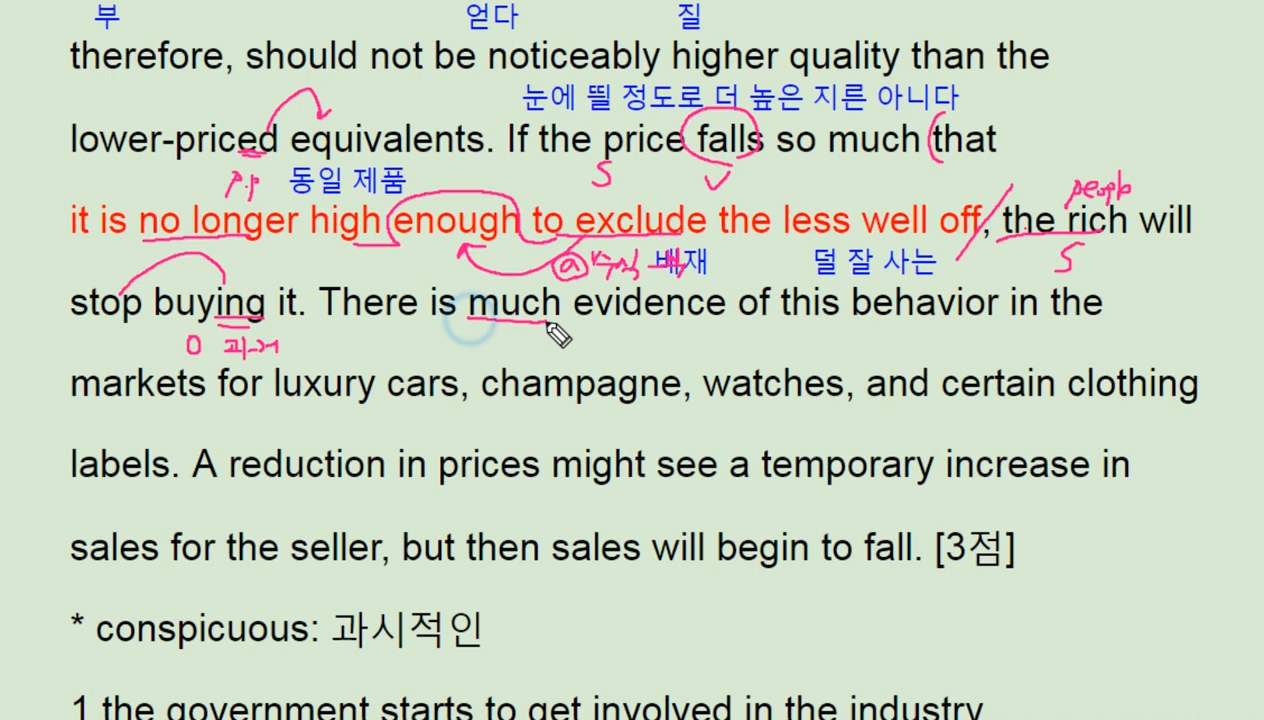 부 얻다 질
therefore, should not be noticeably higher quality than the
눈에 띌 정도로 더 높은 지른 아니다
lower-priced equivalents. If the price falls so much (that
p.p 동일 제품 S V people
it is no longer high enough to exclude the less well off, the rich will
ⓐ 배재 덜 잘 사는 S
stop buying it. There is much evidence of this behavior in the
O
markets for luxury cars, champagne, watches, and certain clothing
labels. A reduction in prices might see a temporary increase in
sales for the seller, but then sales will begin to fall. [3점]
* conspicuous: 과시적인
1 the government starts to get involved in the industry